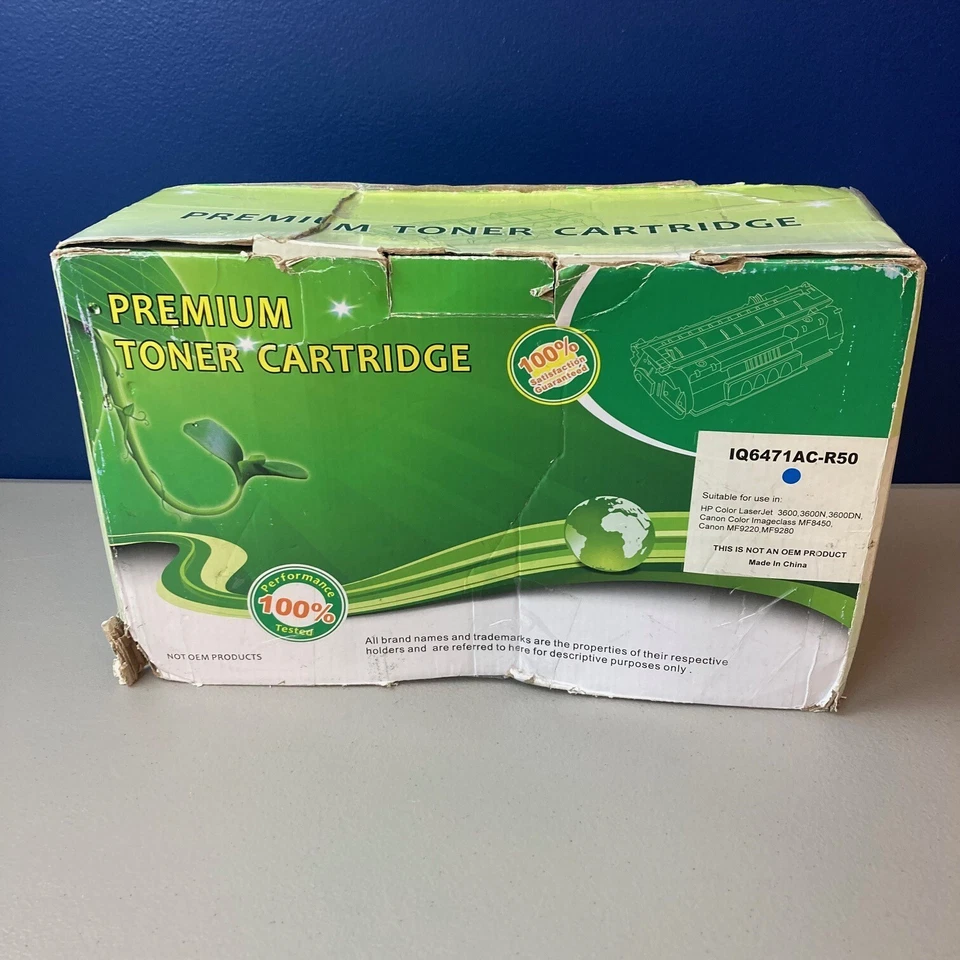 PREMIUM TONER CARTRIDGE
PREMIUM
TONER CARTRIDGE
100%
Satisfaction
Guaranteed
IQ6471AC-R50
Suitable for use in:
HP Color LaserJet 3600,3600N,3600DN,
Canon Color Imageclass MF8450,
Canon MF9220,MF9280
THIS IS NOT AN OEM PRODUCT
Made In China
Performance
100%
Tested
NOT OEM PRODUCTS
All brand names and trademarks are the properties of their respective
holders and are referred to here for descriptive purposes only .